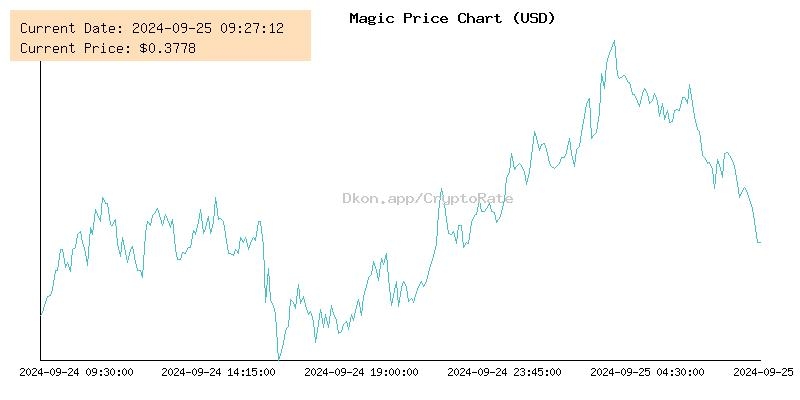 Magic Price Chart (USD)
Current Date: 2024-09-25 09:27:12
Current Price: $0.3778
Dkon.app/CryptoRate
2024-09-24 09:30:00 2024-09-24 14:15:00 2024-09-24 19:00:00 2024-09-24 23:45:00 2024-09-25 04:30:00 2024-09-25